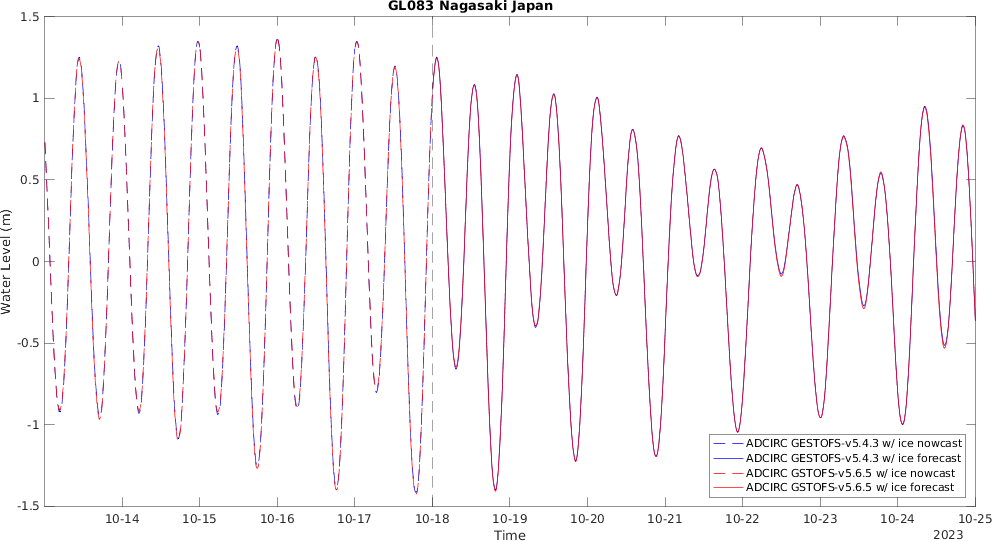 GL083 Nagasaki Japan
1.5
1
0.5
0
-0.5
-1
-1.5
Water Level (m)
10-14 10-15 10-16 10-17 10-18 10-19 10-20 10-21 10-22 10-23 10-24 10-25
Time
2023
ADCIRC GESTOFS-v5.4.3 w/ ice nowcast
ADCIRC GESTOFS-v5.4.3 w/ ice forecast
ADCIRC GSTOFS-v5.6.5 w/ ice nowcast
ADCIRC GSTOFS-v5.6.5 w/ ice forecast